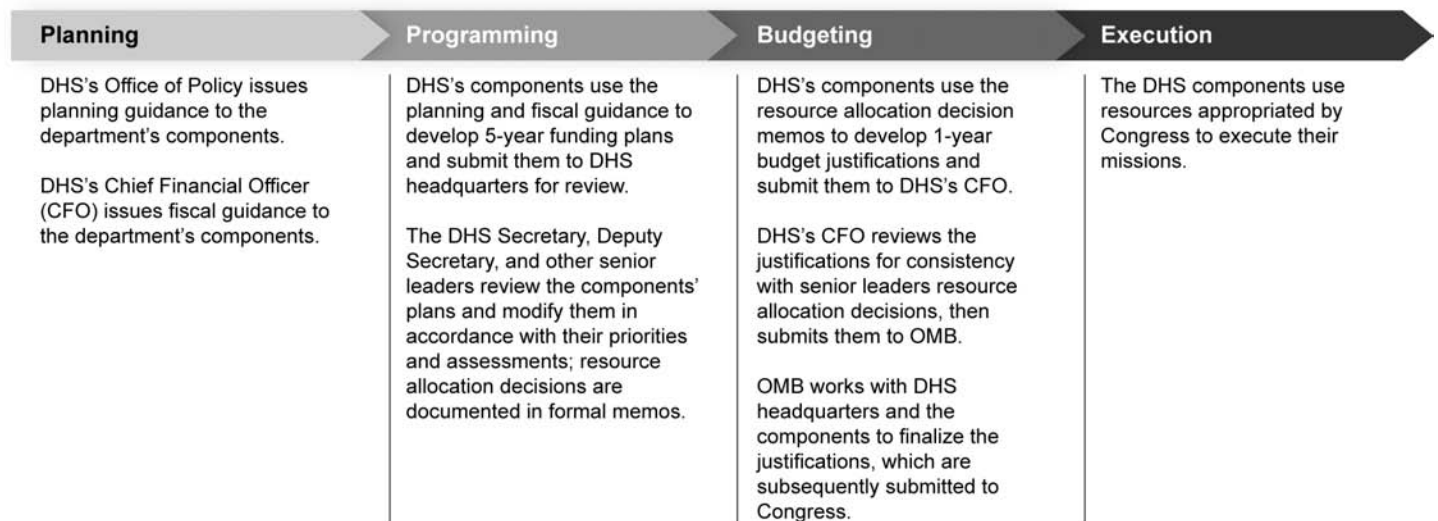 Planning
DHS's Office of Policy issues
planning guidance to the
department's components.
DHS's Chief Financial Officer
(CFO) issues fiscal guidance to
the department's components.
Programming
DHS's components use the
planning and fiscal guidance to
develop 5-year funding plans
and submit them to DHS
headquarters for review.
The DHS Secretary, Deputy
Secretary, and other senior
leaders review the components'
plans and modify them in
accordance with their priorities
and assessments; resource
allocation decisions are
documented in formal memos.
Budgeting
DHS's components use the
resource allocation decision
memos to develop 1-year
budget justifications and
submit them to DHS's CFO.
DHS's CFO reviews the
justifications for consistency
with senior leaders resource
allocation decisions, then
submits them to OMB.
OMB works with DHS
headquarters and the
components to finalize the
justifications, which are
subsequently submitted to
Congress.
Execution
The DHS components use
resources appropriated by
Congress to execute their
missions.